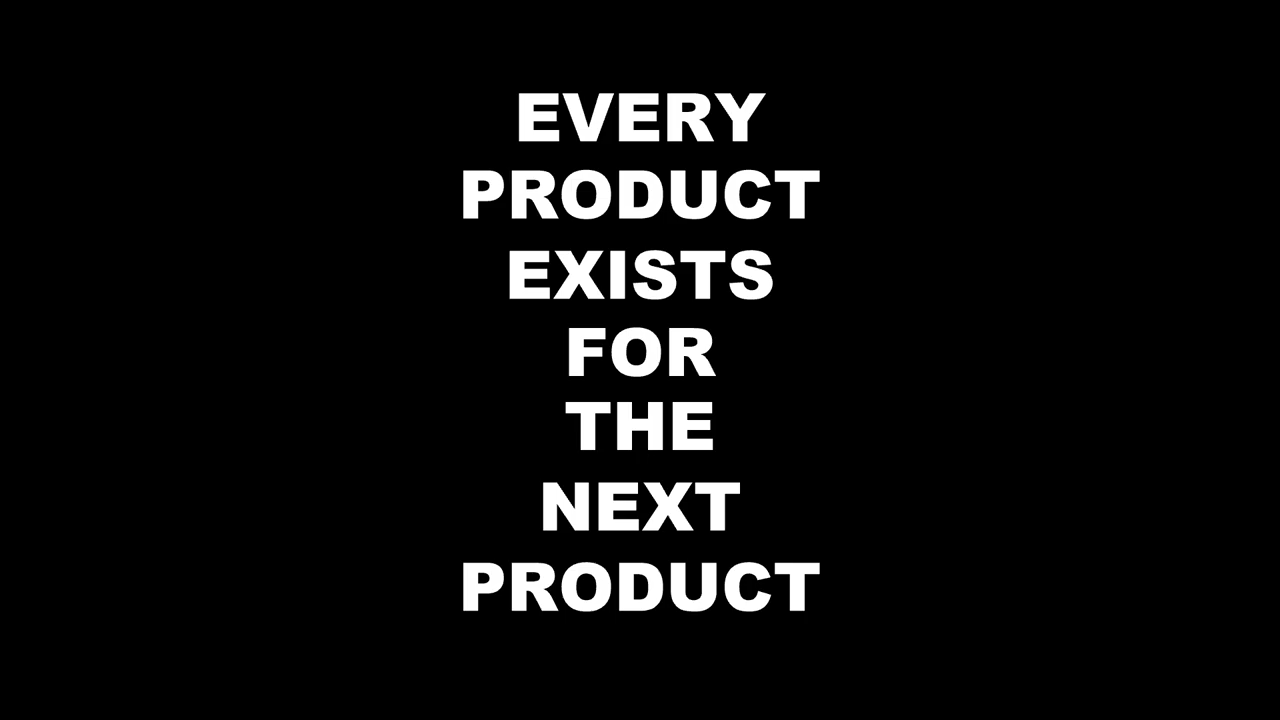 EVERY
PRODUCT
EXISTS
FOR
THE
NEXT
PRODUCT